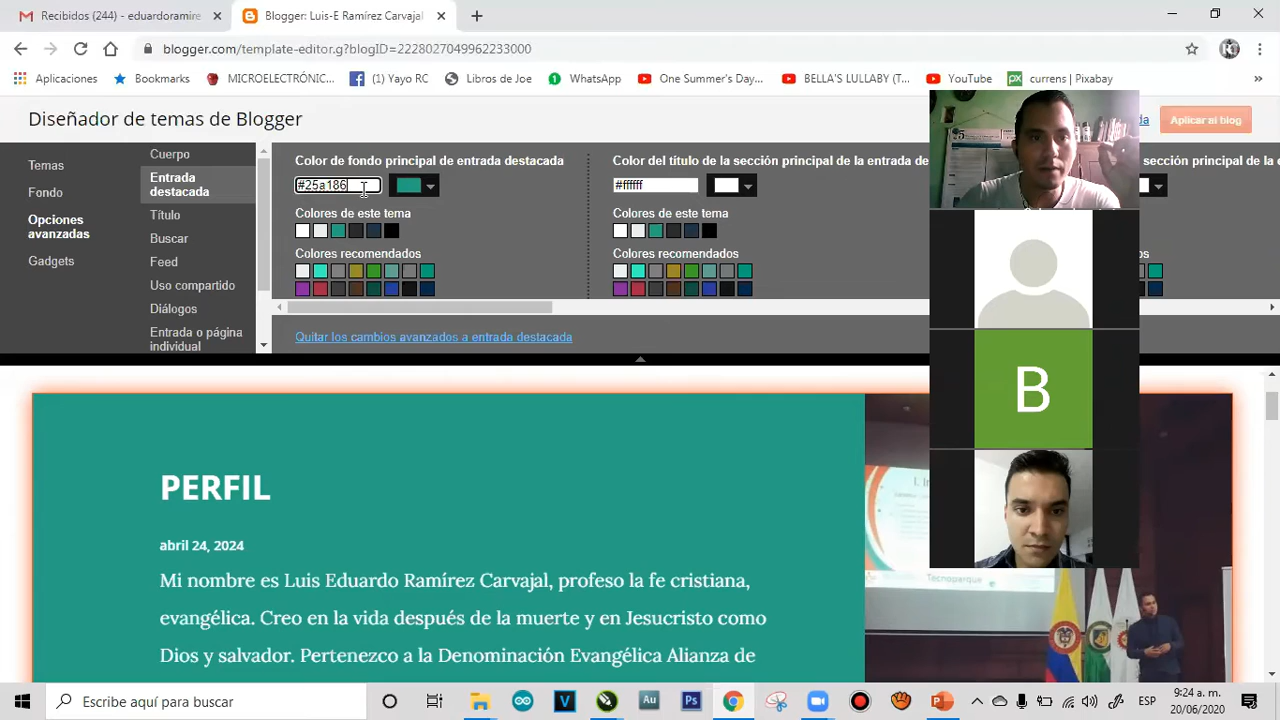 Recibidos (244) - eduardoramire
Blogger: Luis-E Ramírez Carvajal
blogger.com/template-editor.g?blogID=2228027049962233000
Aplicaciones
Bookmarks
MICROELECTRÓNIC...
(1) Yayo RC
Libros de Joe
WhatsApp
One Summer's Day...
BELLA'S LULLABY (T...
YouTube
px
currens | Pixabay
Diseñador de temas de Blogger
Aplicar al blog
Temas
Fondo
Opciones
avanzadas
Gadgets
Cuerpo
Entrada
destacada
Título
Buscar
Feed
Uso compartido
Diálogos
Entrada o página
individual
Color de fondo principal de entrada destacada
#25a186
Colores de este tema
Colores recomendados
Color del título de la sección de entrada destacada
#ffffff
Colores de este tema
Colores recomendados
Quitar los cambios avanzados a entrada destacada
B
PERFIL
abril 24, 2024
Mi nombre es Luis Eduardo Ramírez Carvajal, profeso la fe cristiana,
evangélica. Creo en la vida después de la muerte y en Jesucristo como
Dios y salvador. Pertenezco a la Denominación Evangélica Alianza de
Tecnoparque
Escribe aquí para buscar
Au
Ps
ESP
9:24 a. m.
20/06/2020